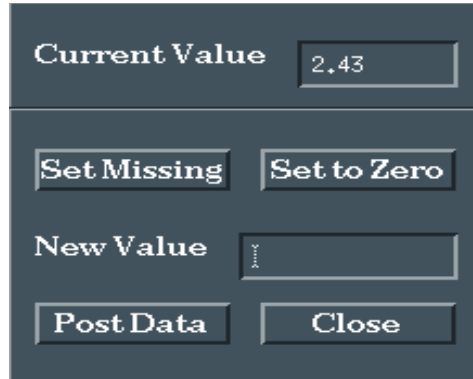 Current Value 2.43
Set Missing Set to Zero
New Value
Post Data Close